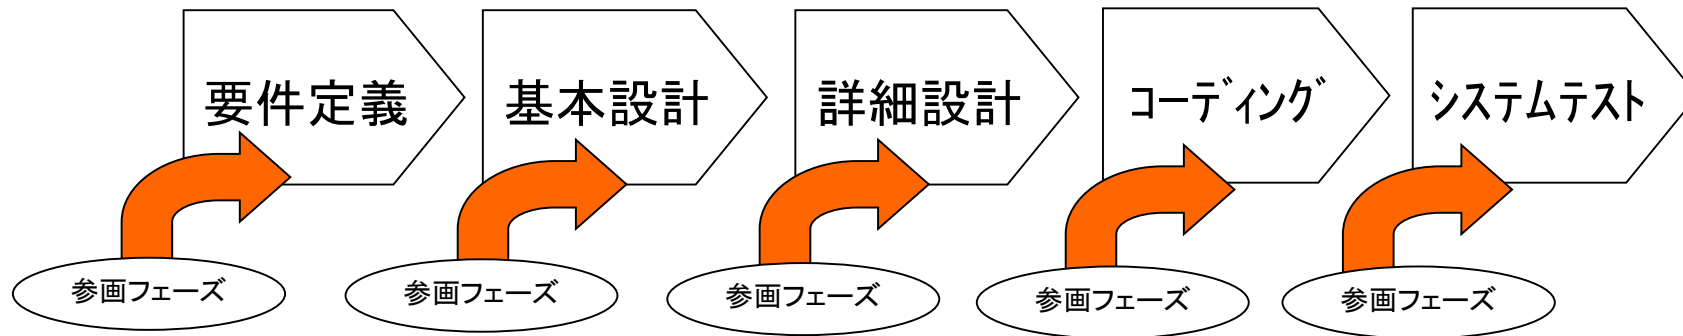 要件定義
基本設計
詳細設計
コーディング
システムテスト
参画フェーズ
参画フェーズ
参画フェーズ
参画フェーズ
参画フェーズ